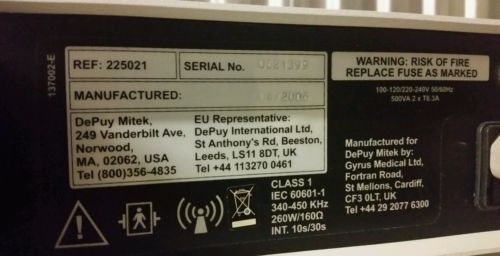 137002-E
REF: 225021
SERIAL No.
MANUFACTURED: /2006
DePuy Mitek,
249 Vanderbilt Ave,
Norwood,
MA, 02062, USA
Tel (800)356-4835
EU Representative:
DePuy International Ltd,
St Anthony's Rd, Beeston,
Leeds, LS11 8DT, UK
Tel +44 113270 0461
CLASS 1
IEC 60601-1
340-450 KHz
260W/160Ω
INT. 10s/30s
WARNING: RISK OF FIRE
REPLACE FUSE AS MARKED
100-120/220-240V 50/60Hz
500VA 2 x T6.3A
Manufactured for
DePuy Mitek by:
Gyrus Medical Ltd,
Fortran Road,
St Mellons, Cardiff,
CF3 0LT, UK
Tel +44 29 2077 6300